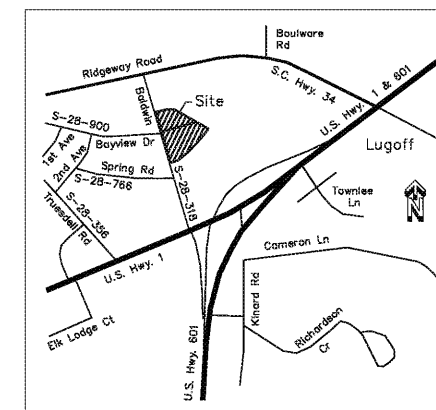 Boulware
Rd
Ridgeway Road
S.C. Hwy. 34
U.S. Hwy. 1 & 601
Baldwin
Site
S-28-900
Lugoff
1st Ave
2nd Ave
Bayview Dr
Spring Rd
S-28-766
S-28-318
Townlee
Ln
N
Truesdell Rd
S-28-356
Cameron Ln
U.S. Hwy. 1
Kinard Rd
Richardson
Cr
Elk Lodge Ct
U.S. Hwy. 601